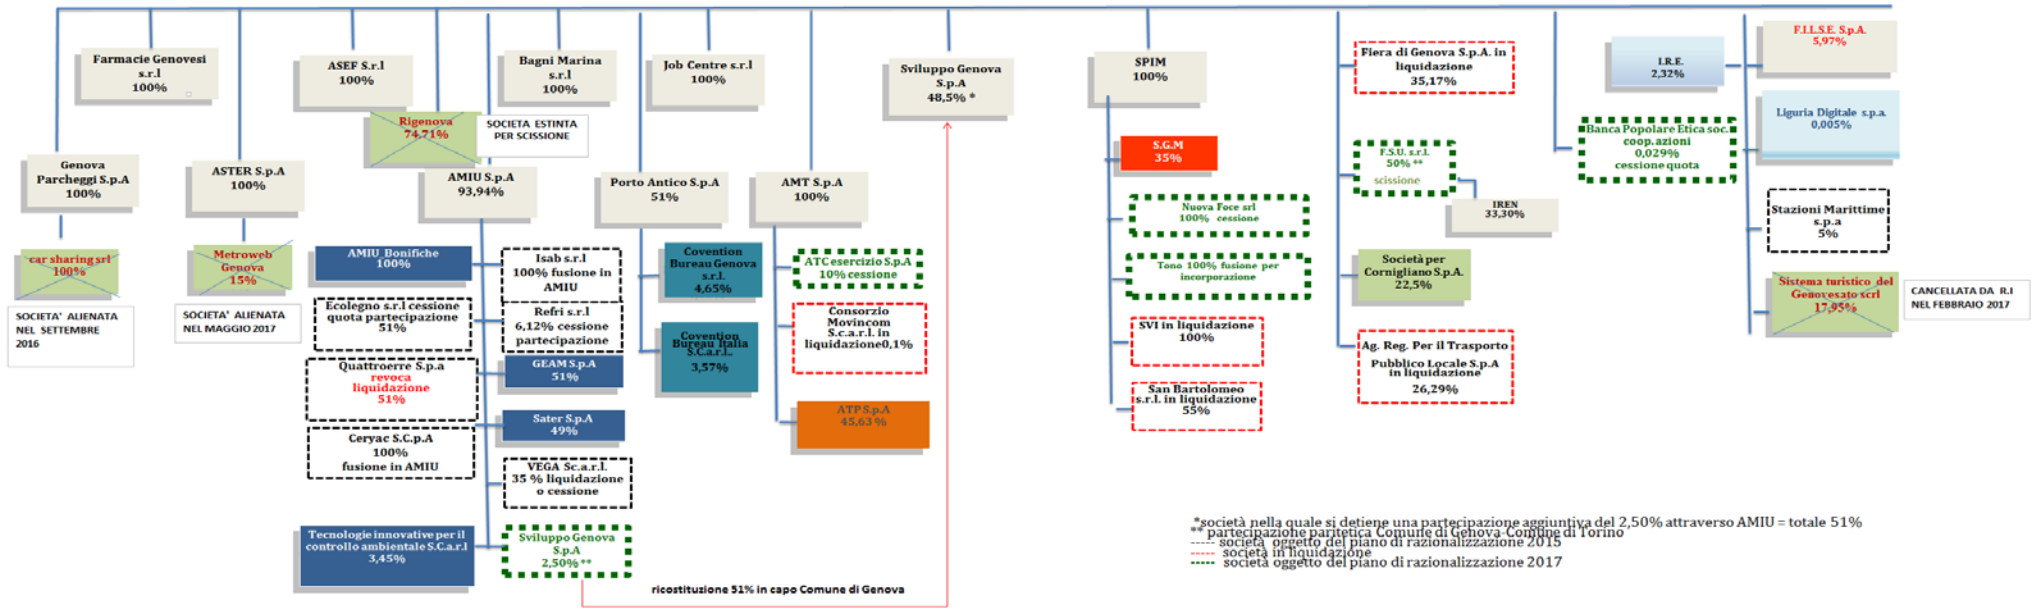 Farmacie Genovesi
s.r.l
100%
ASEF S.r.l
100%
Bagni Marina
s.r.l
100%
Job Centre s.r.l
100%
Sviluppo Genova
S.p.A
48,5% *
SPIM
100%
Fiera di Genova S.p.A. in
liquidazione
35,17%
I.R.E.
2,32%
F.I.L.S.E. S.p.A.
5,97%
Rigenova
74,71%
SOCIETA ESTINTA
PER SCISSIONE
Liguria Digitale s.p.a.
0,005%
Banca Popolare Etica soc.
coop.azioni
0,029%
cessione quota
Genova
Parcheggi S.p.A
100%
ASTER S.p.A
100%
AMIU S.p.A
93,94%
Porto Antico S.p.A
51%
AMT S.p.A
100%
S.G.M
35%
F.S.U. s.r.l.
50% **
scissione
IREN
33,30%
Nuova Foce srl
100% cessione
Stazioni Marittime
s.p.a
5%
car sharing srl
100%
SOCIETA' ALIENATA
NEL SETTEMBRE
2016
Metroweb
Genova
15%
SOCIETA' ALIENATA
NEL MAGGIO 2017
AMIU Bonifiche
100%
Isab s.r.l
100% fusione in
AMIU
Covention
Bureau Genova
s.r.l.
4,65%
ATC esercizio S.p.A
10% cessione
Tono 100% fusione per
incorporazione
Società per
Cornigliano S.p.A.
22,5%
Sistema turistico del
Genovesato scrl
17,95%
CANCELLATA DA R.I
NEL FEBBRAIO 2017
Ecolegno s.r.l cessione
quota partecipazione
51%
Refri s.r.l
6,12% cessione
partecipazione
Covention
Bureau Italia
S.C.a.r.l..
3,57%
Consorzio
Movincom
S.c.a.r.l. in
liquidazione0,1%
SVI in liquidazione
100%
Ag. Reg. Per il Trasporto
Pubblico Locale S.p.A
in liquidazione
26,29%
Quattroerre S.p.a
revoca
liquidazione
51%
GEAM S.p.A
51%
San Bartolomeo
s.r.l. in liquidazione
55%
Sater S.p.A
49%
ATP S.p.A
45,63 %
Ceryac S.C.p.A
100%
fusione in AMIU
VEGA Sc.a.r.l.
35 % liquidazione
o cessione
Tecnologie innovative per il
controllo ambientale S.C.a.r.l
3,45%
Sviluppo Genova
S.p.A
2,50% **
ricostituzione 51% in capo Comune di Genova
*società nella quale si detiene una partecipazione aggiuntiva del 2,50% attraverso AMIU = totale 51%
** partecipazione paritetica Comune di Genova-Comune di Torino
----- società oggetto del piano di razionalizzazione 2015
----- società in liquidazione
----- società oggetto del piano di razionalizzazione 2017